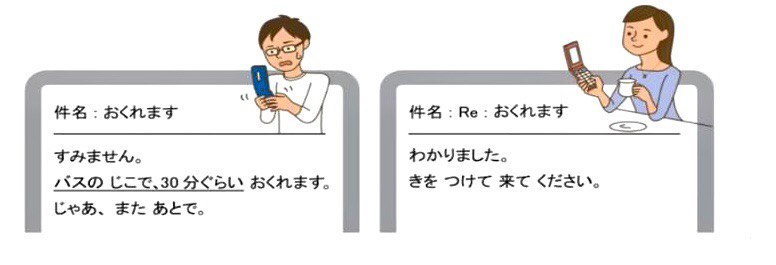 件名：おくれます
すみません。
バスの じこで、30 分ぐらい おくれます。
じゃあ、また あとで。
件名：Re：おくれます
わかりました。
きを つけて 来て ください。